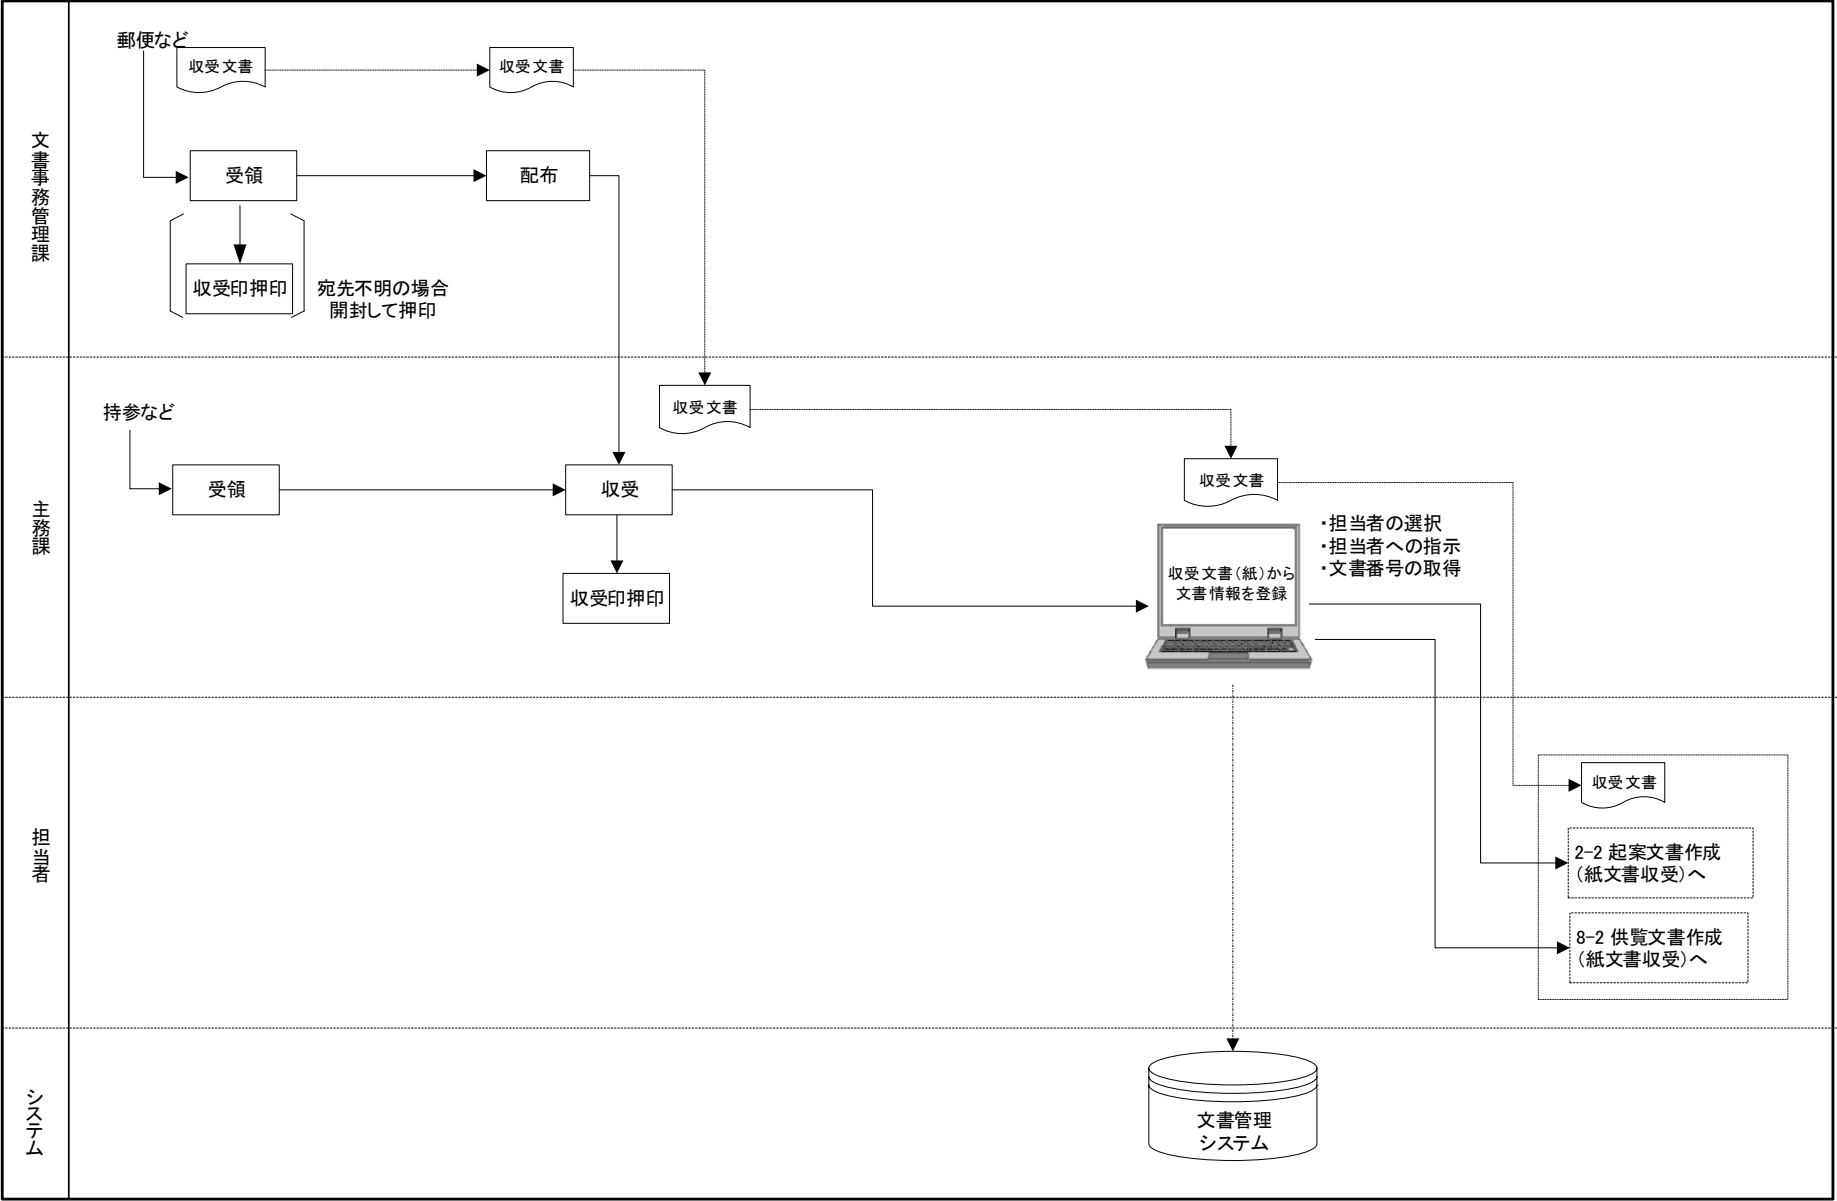 文書事務管理課
郵便など
収受文書
収受文書
受領
配布
収受印押印
宛先不明の場合
開封して押印
主務課
持参など
収受文書
収受文書
受領
収受
収受印押印
・担当者の選択
・担当者への指示
・文書番号の取得
収受文書（紙）から
文書情報を登録
担当者
収受文書
2-2 起案文書作成
（紙文書収受）へ
8-2 供覧文書作成
（紙文書収受）へ
システム
文書管理
システム